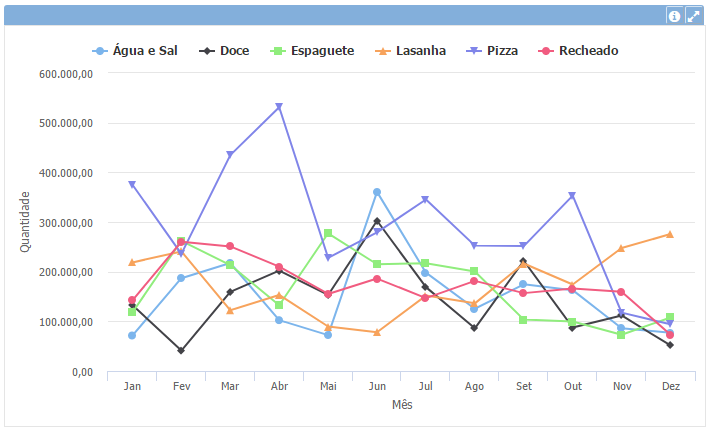 Água e Sal Doce Espaguete Lasanha Pizza Recheado
600.000,00
500.000,00
400.000,00
300.000,00
200.000,00
100.000,00
0,00
Quantidade
Jan Fev Mar Abr Mai Jun Jul Ago Set Out Nov Dez
Mês